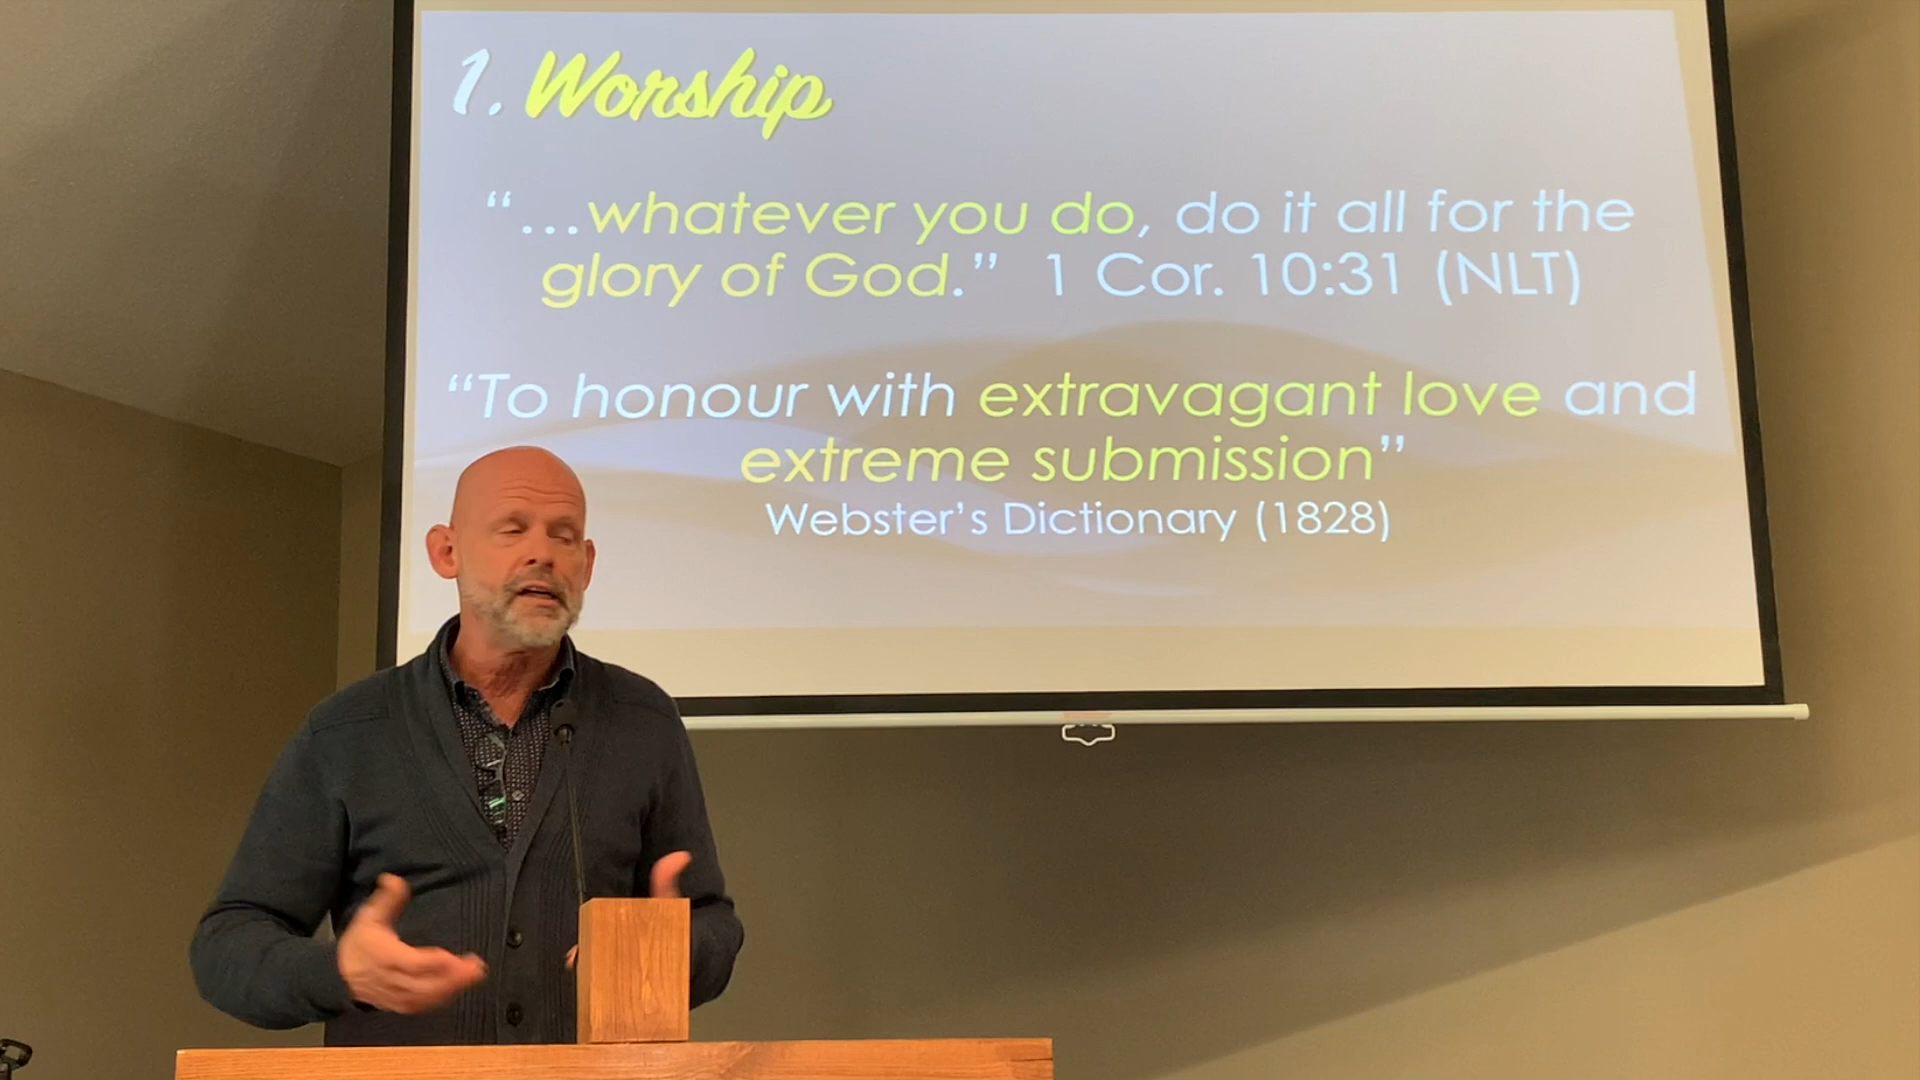 1. Worship
“...whatever you do, do it all for the
glory of God.” 1 Cor. 10:31 (NLT)
“To honour with extravagant love and
extreme submission”
Webster’s Dictionary (1828)